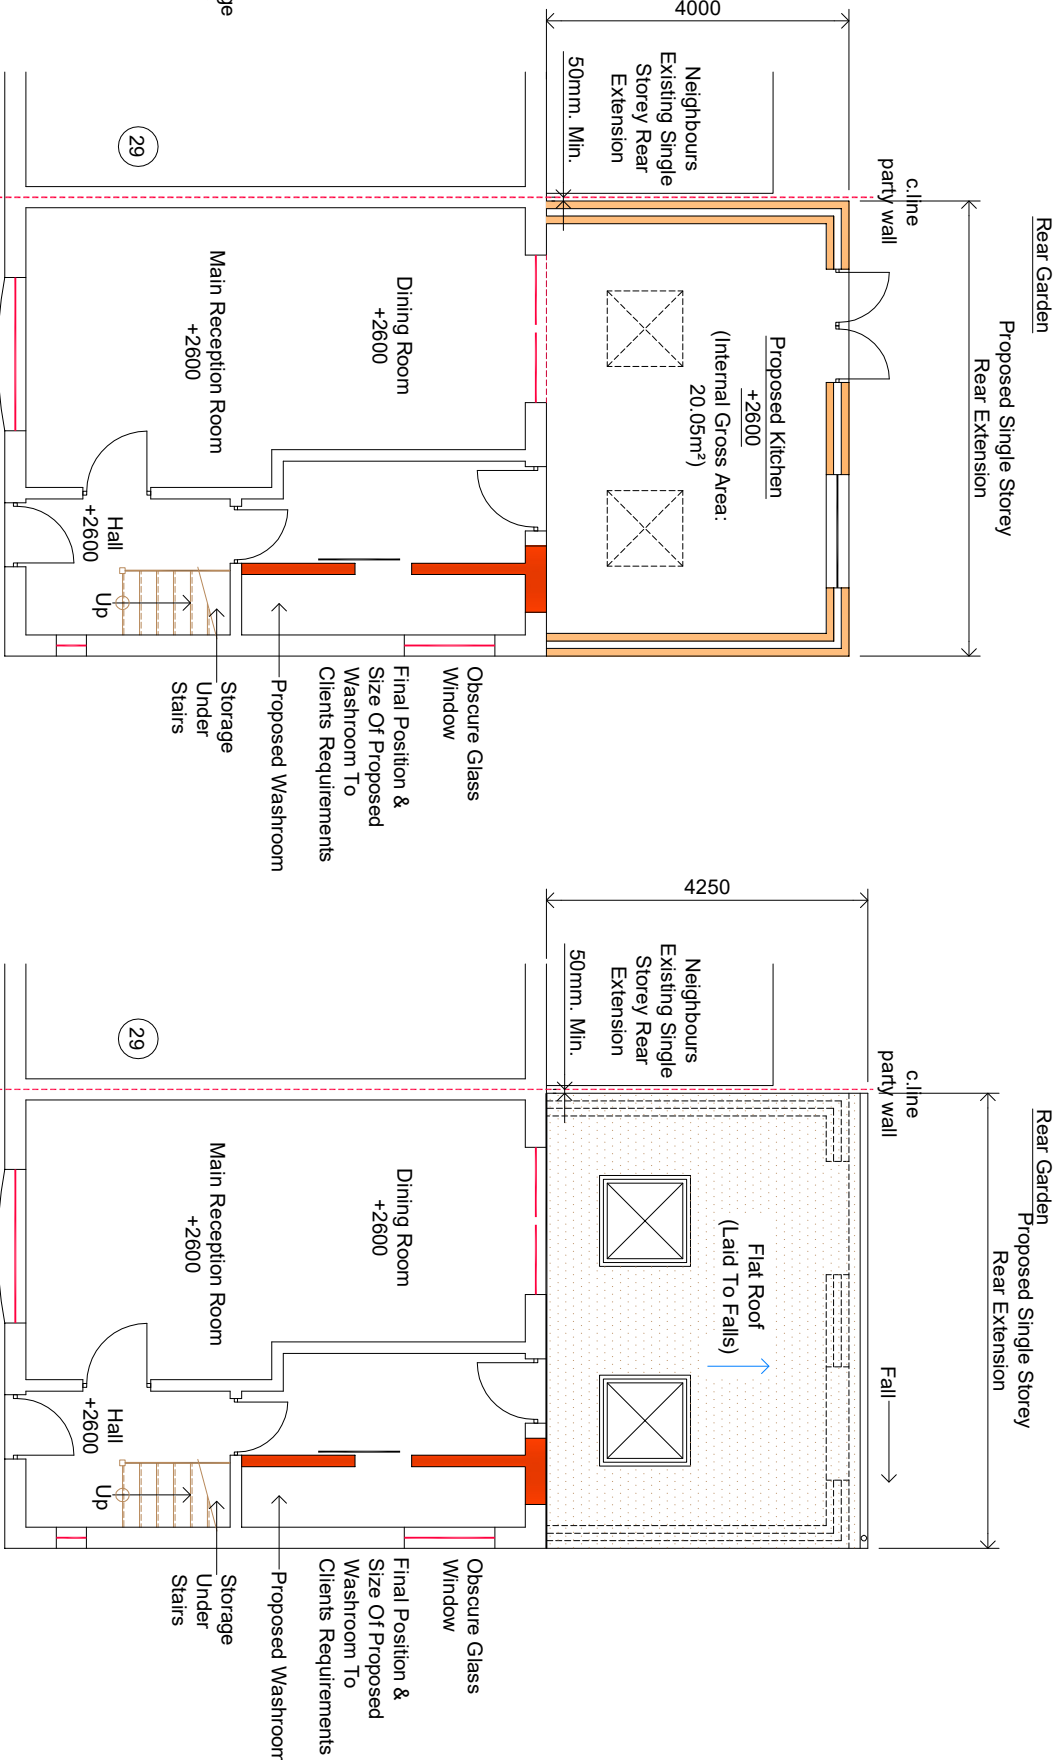 ge
4000
50mm. Min.
Neighbours
Existing Single
Storey Rear
Extension
c.line
party wall
Rear Garden
Proposed Single Storey
Rear Extension
Proposed Kitchen
+2600
(Internal Gross Area:
20.05m²)
29
Dining Room
+2600
Main Reception Room
+2600
Hall
+2600
Up
Obscure Glass
Window
Final Position &
Size Of Proposed
Washroom To
Clients Requirements
Proposed Washroom
Storage
Under
Stairs
4250
50mm. Min.
Neighbours
Existing Single
Storey Rear
Extension
c.line
party wall
Rear Garden
Proposed Single Storey
Rear Extension
Fall
Flat Roof
(Laid To Falls)
29
Dining Room
+2600
Main Reception Room
+2600
Hall
+2600
Up
Obscure Glass
Window
Final Position &
Size Of Proposed
Washroom To
Clients Requirements
Proposed Washroom
Storage
Under
Stairs